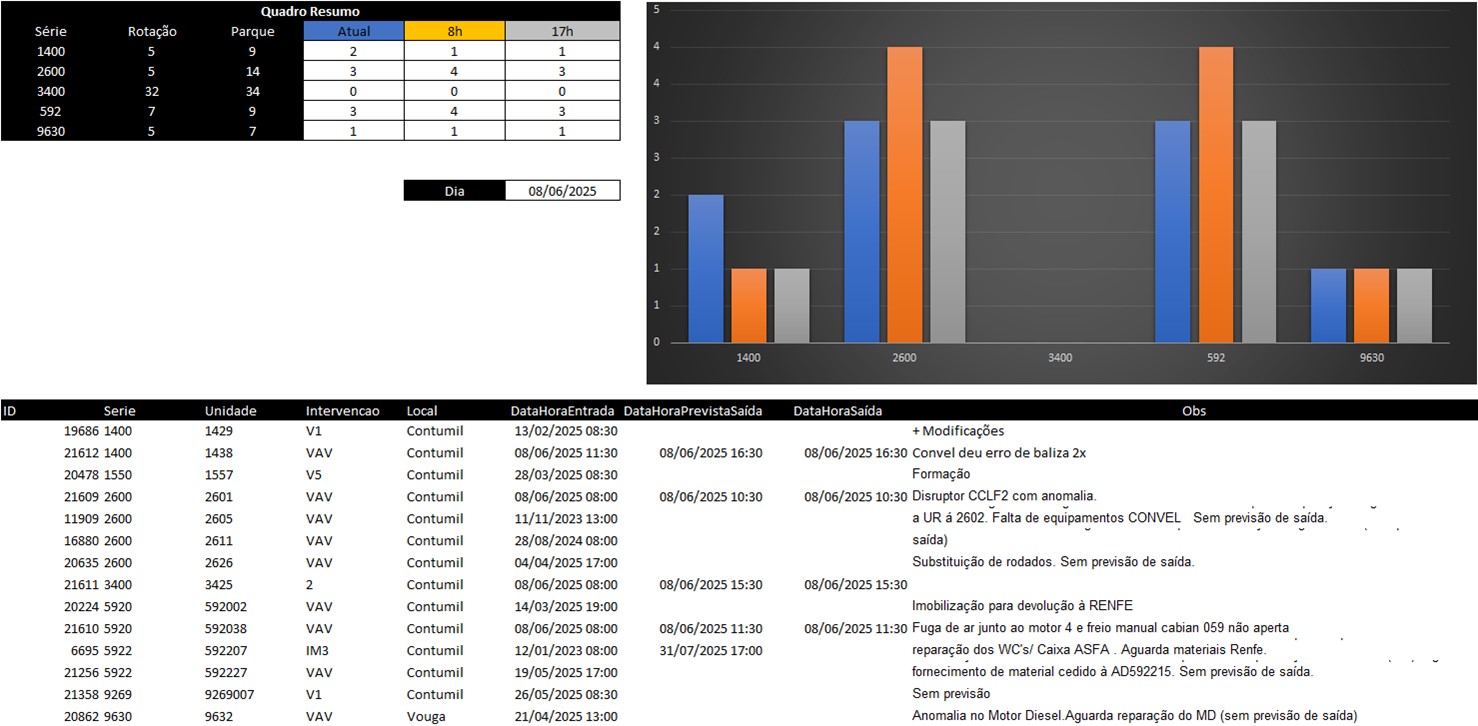 Quadro Resumo
Série Rotação Parque Atual 8h 17h
1400 5 9 2 1 1
2600 5 14 3 4 3
3400 32 34 0 0 0
592 7 9 3 4 3
9630 5 7 1 1 1
Dia 08/06/2025
5
4
4
3
3
2
2
1
1
0
1400 2600 3400 592 9630
ID Serie Unidade Intervencao Local DataHoraEntrada DataHoraPrevistaSaída DataHoraSaída Obs
19686 1400 1429 V1 Contumil 13/02/2025 08:30 + Modificações
21612 1400 1438 VAV Contumil 08/06/2025 11:30 08/06/2025 16:30 08/06/2025 16:30 Convel deu erro de baliza 2x
20478 1550 1557 V5 Contumil 28/03/2025 08:30 Formação
21609 2600 2601 VAV Contumil 08/06/2025 08:00 08/06/2025 10:30 08/06/2025 10:30 Disruptor CCLF2 com anomalia.
11909 2600 2605 VAV Contumil 11/11/2023 13:00 a UR á 2602. Falta de equipamentos CONVEL Sem previsão de saída.
16880 2600 2611 VAV Contumil 28/08/2024 08:00 saída)
20635 2600 2626 VAV Contumil 04/04/2025 17:00 Substituição de rodados. Sem previsão de saída.
21611 3400 3425 2 Contumil 08/06/2025 08:00 08/06/2025 15:30 08/06/2025 15:30
20224 5920 592002 VAV Contumil 14/03/2025 19:00 Imobilização para devolução à RENFE
21610 5920 592038 VAV Contumil 08/06/2025 08:00 08/06/2025 11:30 08/06/2025 11:30 Fuga de ar junto ao motor 4 e freio manual cabian 059 não aperta
6695 5922 592207 IM3 Contumil 12/01/2023 08:00 31/07/2025 17:00 reparação dos WC's/ Caixa ASFA . Aguarda materiais Renfe.
21256 5922 592227 VAV Contumil 19/05/2025 17:00 fornecimento de material cedido à AD592215. Sem previsão de saída.
21358 9269 9269007 V1 Contumil 26/05/2025 08:30 Sem previsão
20862 9630 9632 VAV Vouga 21/04/2025 13:00 Anomalia no Motor Diesel.Aguarda reparação do MD (sem previsão de saída)